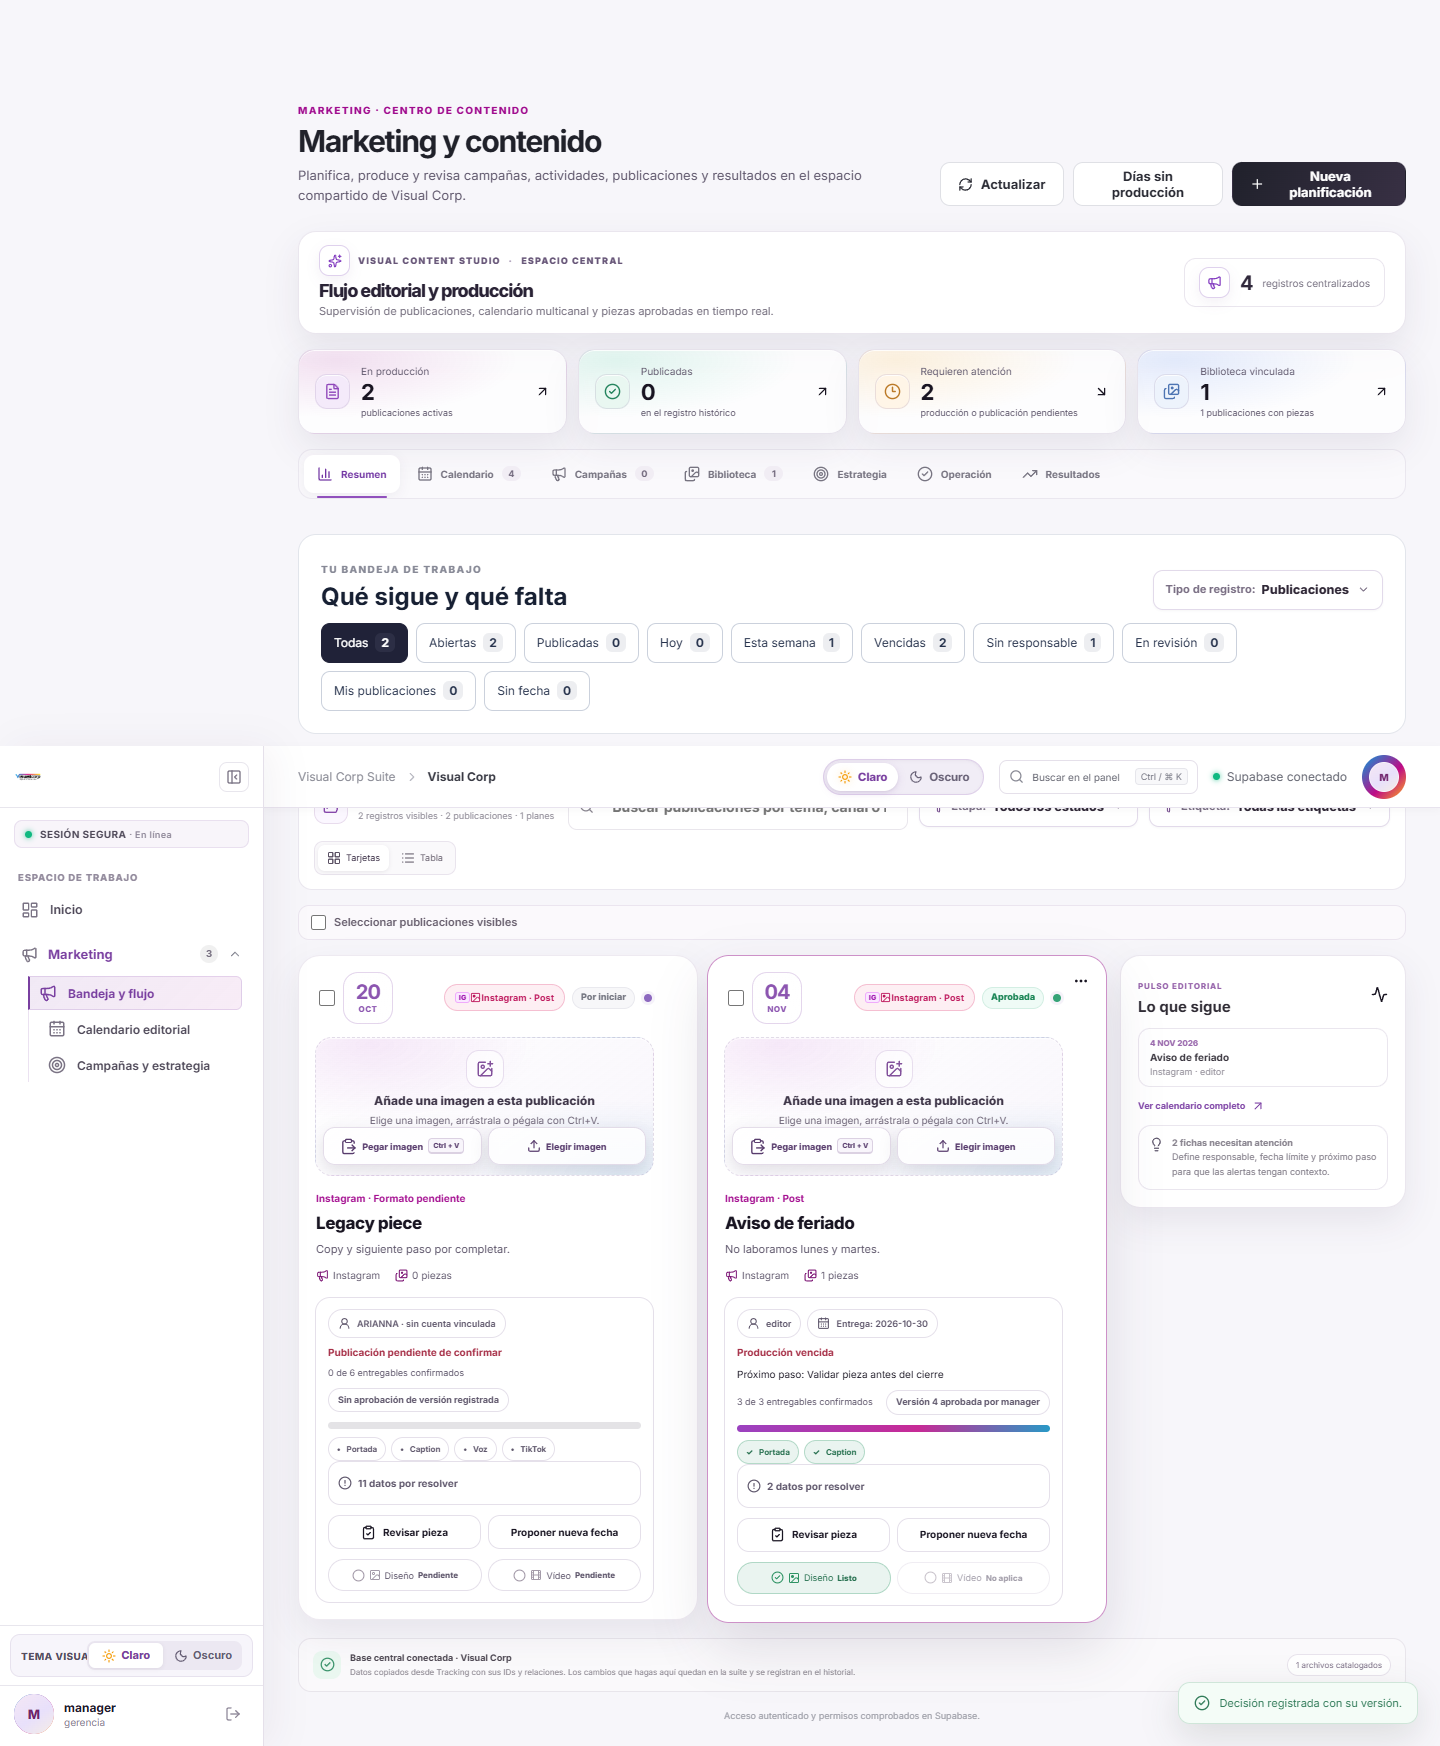 MARKETING · CENTRO DE CONTENIDO
Marketing y contenido
Planifica, produce y revisa campañas, actividades, publicaciones y resultados en el espacio
compartido de Visual Corp.
Actualizar
Días sin
producción
Nueva
planificación
VISUAL CONTENT STUDIO · ESPACIO CENTRAL
Flujo editorial y producción
Supervisión de publicaciones, calendario multicanal y piezas aprobadas en tiempo real.
4 registros centralizados
En producción
2
publicaciones activas
Publicadas
0
en el registro histórico
Requieren atención
2
producción o publicación pendientes
Biblioteca vinculada
1
1 publicaciones con piezas
Resumen
Calendario 4
Campañas 0
Biblioteca 1
Estrategia
Operación
Resultados
TU BANDEJA DE TRABAJO
Qué sigue y qué falta
Tipo de registro: Publicaciones
Todas 2
Abiertas 2
Publicadas 0
Hoy 0
Esta semana 1
Vencidas 2
Sin responsable 1
En revisión 0
Mis publicaciones 0
Sin fecha 0
Visual Corp Suite > Visual Corp
Claro
Oscuro
Buscar en el panel Ctrl / ⌘ K
Supabase conectado
M
SESIÓN SEGURA · En línea
ESPACIO DE TRABAJO
Inicio
Marketing 3
Bandeja y flujo
Calendario editorial
Campañas y estrategia
TEMA VISUA
Claro
Oscuro
M
manager
gerencia
2 registros visibles · 2 publicaciones · 1 planes
Buscar publicaciones por tema, canal o r
Etapa: Todos los estados
Etiqueta: Todas las etiquetas
Tarjetas
Tabla
Seleccionar publicaciones visibles
20
OCT
IG Instagram · Post
Por iniciar
Añade una imagen a esta publicación
Elige una imagen, arrástrala o pégala con Ctrl+V.
Pegar imagen Ctrl + V
Elegir imagen
Instagram · Formato pendiente
Legacy piece
Copy y siguiente paso por completar.
Instagram
0 piezas
ARIANNA · sin cuenta vinculada
Publicación pendiente de confirmar
0 de 6 entregables confirmados
Sin aprobación de versión registrada
• Portada
• Caption
• Voz
• TikTok
11 datos por resolver
Revisar pieza
Proponer nueva fecha
Diseño Pendiente
Vídeo Pendiente
04
NOV
IG Instagram · Post
Aprobada
Añade una imagen a esta publicación
Elige una imagen, arrástrala o pégala con Ctrl+V.
Pegar imagen Ctrl + V
Elegir imagen
Instagram · Post
Aviso de feriado
No laboramos lunes y martes.
Instagram
1 piezas
editor
Entrega: 2026-10-30
Producción vencida
Próximo paso: Validar pieza antes del cierre
3 de 3 entregables confirmados
Versión 4 aprobada por manager
✓ Portada
✓ Caption
2 datos por resolver
Revisar pieza
Proponer nueva fecha
Diseño Listo
Video No aplica
PULSO EDITORIAL
Lo que sigue
4 NOV 2026
Aviso de feriado
Instagram · editor
Ver calendario completo
2 fichas necesitan atención
Define responsable, fecha límite y próximo paso
para que las alertas tengan contexto.
Base central conectada · Visual Corp
Datos copiados desde Tracking con sus IDs y relaciones. Los cambios que hagas aquí quedan en la suite y se registran en el historial.
1 archivos catalogados
Decisión registrada con su versión.
Acceso autenticado y permisos comprobados en Supabase.